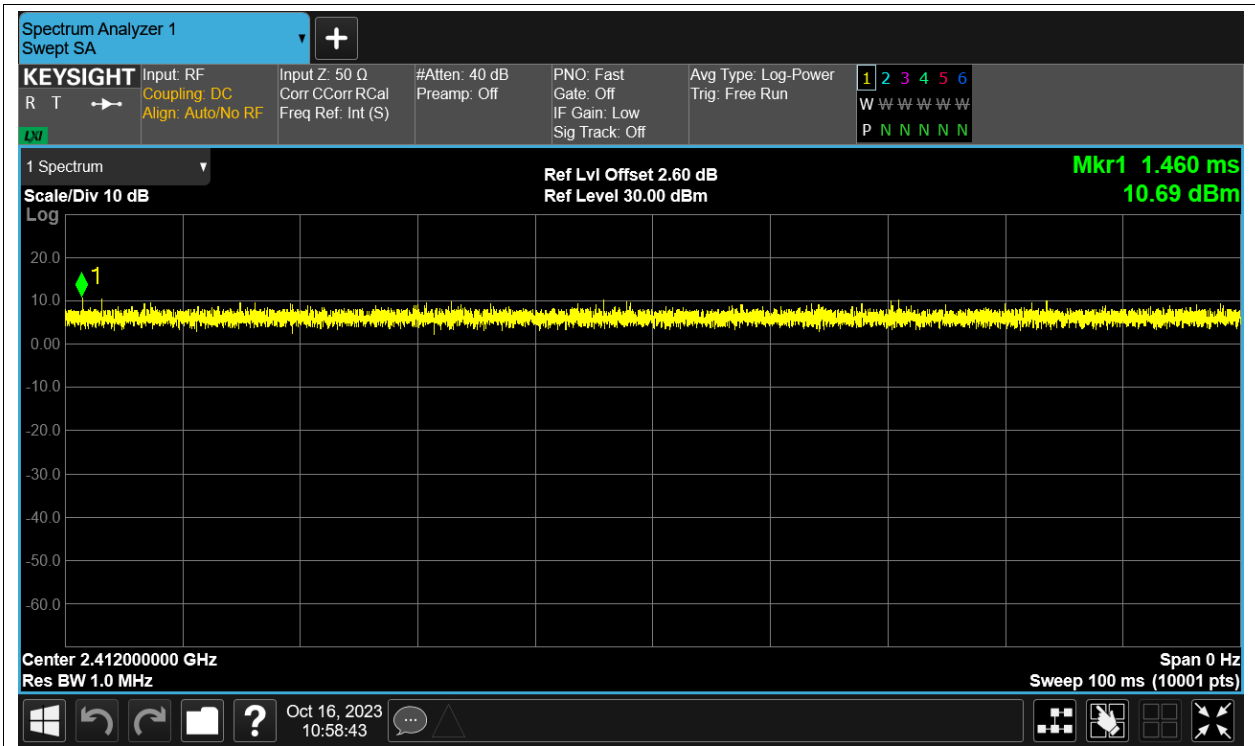 Spectrum Analyzer 1
Swept SA
KEYSIGHT
R T
LXI
Input: RF
Coupling: DC
Align: Auto/No RF
Input Z: 50 Ω
Corr CCorr RCal
Freq Ref: Int (S)
#Atten: 40 dB
Preamp: Off
PNO: Fast
Gate: Off
IF Gain: Low
Sig Track: Off
Avg Type: Log-Power
Trig: Free Run
1 2 3 4 5 6
W W W W W W
P N N N N N
1 Spectrum
Scale/Div 10 dB
Ref Lvl Offset 2.60 dB
Ref Level 30.00 dBm
Mkr1 1.460 ms
10.69 dBm
Log
20.0
1
10.0
0.00
-10.0
-20.0
-30.0
-40.0
-50.0
-60.0
Center 2.412000000 GHz
Res BW 1.0 MHz
Span 0 Hz
Sweep 100 ms (10001 pts)
?
Oct 16, 2023
10:58:43